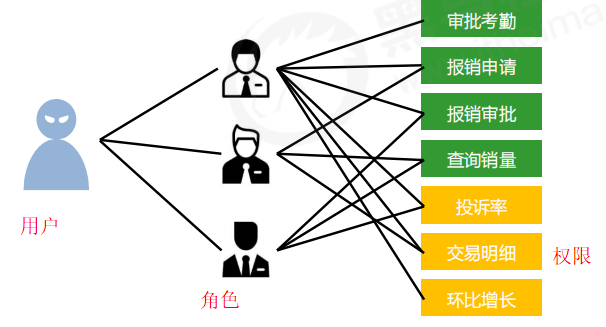 审批考勤
报销申请
报销审批
查询销量
投诉率
交易明细
环比增长
用户
角色
权限